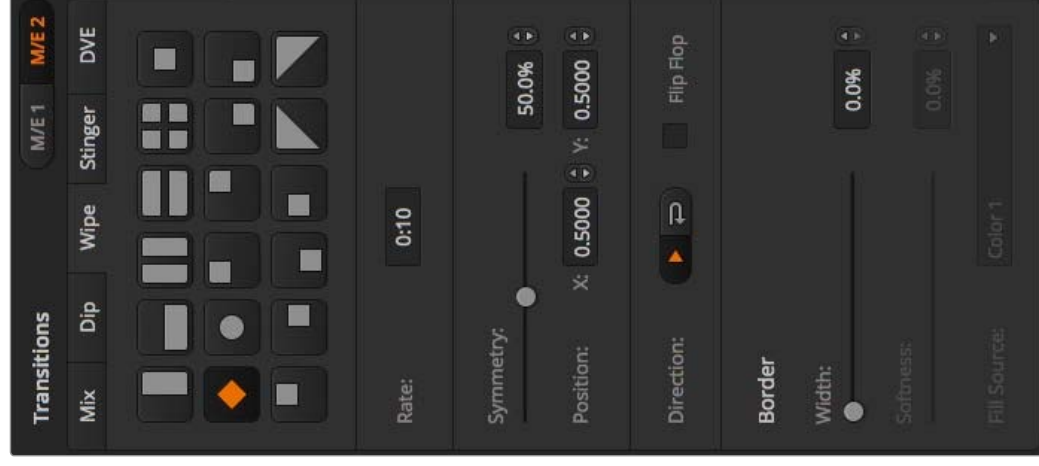 Transitions M/E 1 M/E 2
Mix Dip Wipe Stinger DVE
Rate: 0:10
Symmetry: 50.0%
Position: X: 0.5000 Y: 0.5000
Direction: Flip Flop
Border
Width: 0.0%
Softness: 0.0%
Fill Source: Color 1